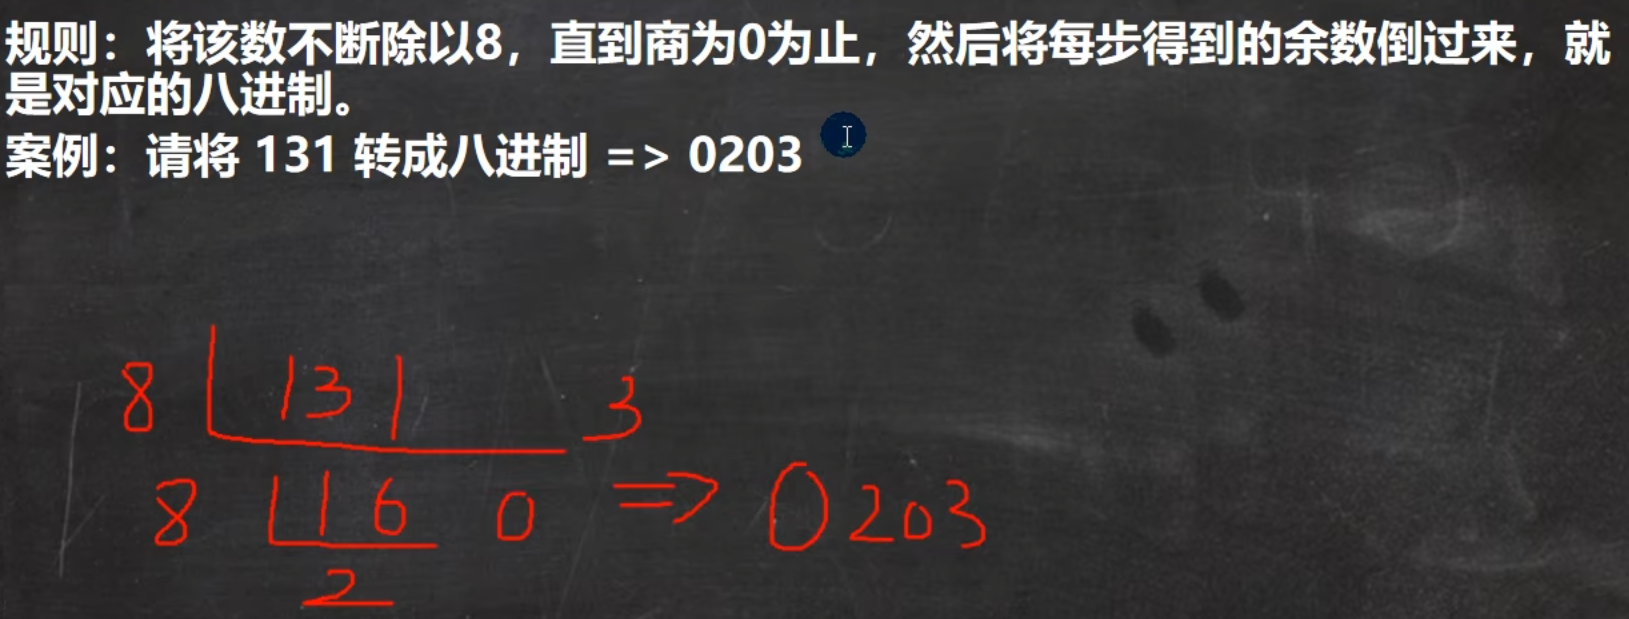 规则：将该数不断除以8，直到商为0为止，然后将每步得到的余数倒过来，就
是对应的八进制。
案例：请将 131 转成八进制 => 0203
8 131 3
8 16 0 => 0203
2